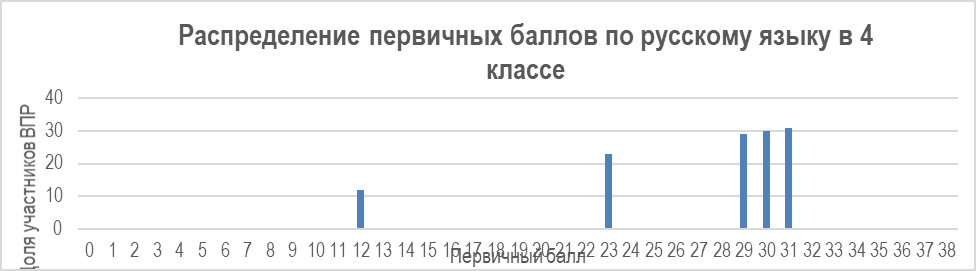 Распределение первичных баллов по русскому языку в 4
классе
Доля участников ВПР
40
30
20
10
0
0 1 2 3 4 5 6 7 8 9 10 11 12 13 14 15 16 17 18 19 20 21 22 23 24 25 26 27 28 29 30 31 32 33 34 35 36 37 38
Первичный балл